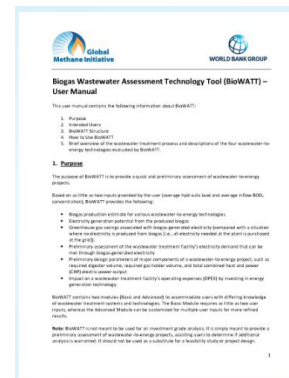 Global
Methane Initiative
WORLD BANK GROUP
Biogas Wastewater Assessment Technology Tool (BioWATT) –
User Manual
This user manual contains the following information about BioWATT:
1. Purpose
2. Intended Users
3. BioWATT Structure
4. How to Use BioWATT
5. Brief overview of the wastewater treatment process and descriptions of the four wastewater-to-
energy technologies evaluated by BioWATT.
1. Purpose
The purpose of BioWATT is to provide a quick and preliminary assessment of wastewater-to-energy
projects.
Based on as little as two inputs provided by the user (average hydraulic load and average inflow BOD₅
concentration), BioWATT provides the following:
• Biogas production estimate for various wastewater-to-energy technologies
• Electricity generation potential from the produced biogas
• Greenhouse gas savings associated with biogas-generated electricity (compared with a situation
where no electricity is produced from biogas [i.e., all electricity needed at the plant is purchased
at the grid]).
• Preliminary assessment of the wastewater treatment facility's electricity demand that can be
met through biogas-generated electricity
• Preliminary design parameters of major components of a wastewater-to-energy project, such as
required digester volume, required gas holder volume, and total combined heat and power
(CHP) electric power output
• Impact on a wastewater treatment facility's operating expenses (OPEX) by investing in energy
generation technology.
BioWATT contains two modules (Basic and Advanced) to accommodate users with differing knowledge
of wastewater treatment systems and technologies. The Basic Module requires as little as two user
inputs, whereas the Advanced Module can be customized for multiple user inputs for more refined
results.
Note: BioWATT is not meant to be used for an investment grade analysis. It is simply meant to provide a
preliminary assessment of wastewater-to-energy projects, assisting users to determine if additional
analysis is warranted. It should not be used as a substitute for a feasibility study or project design.
1